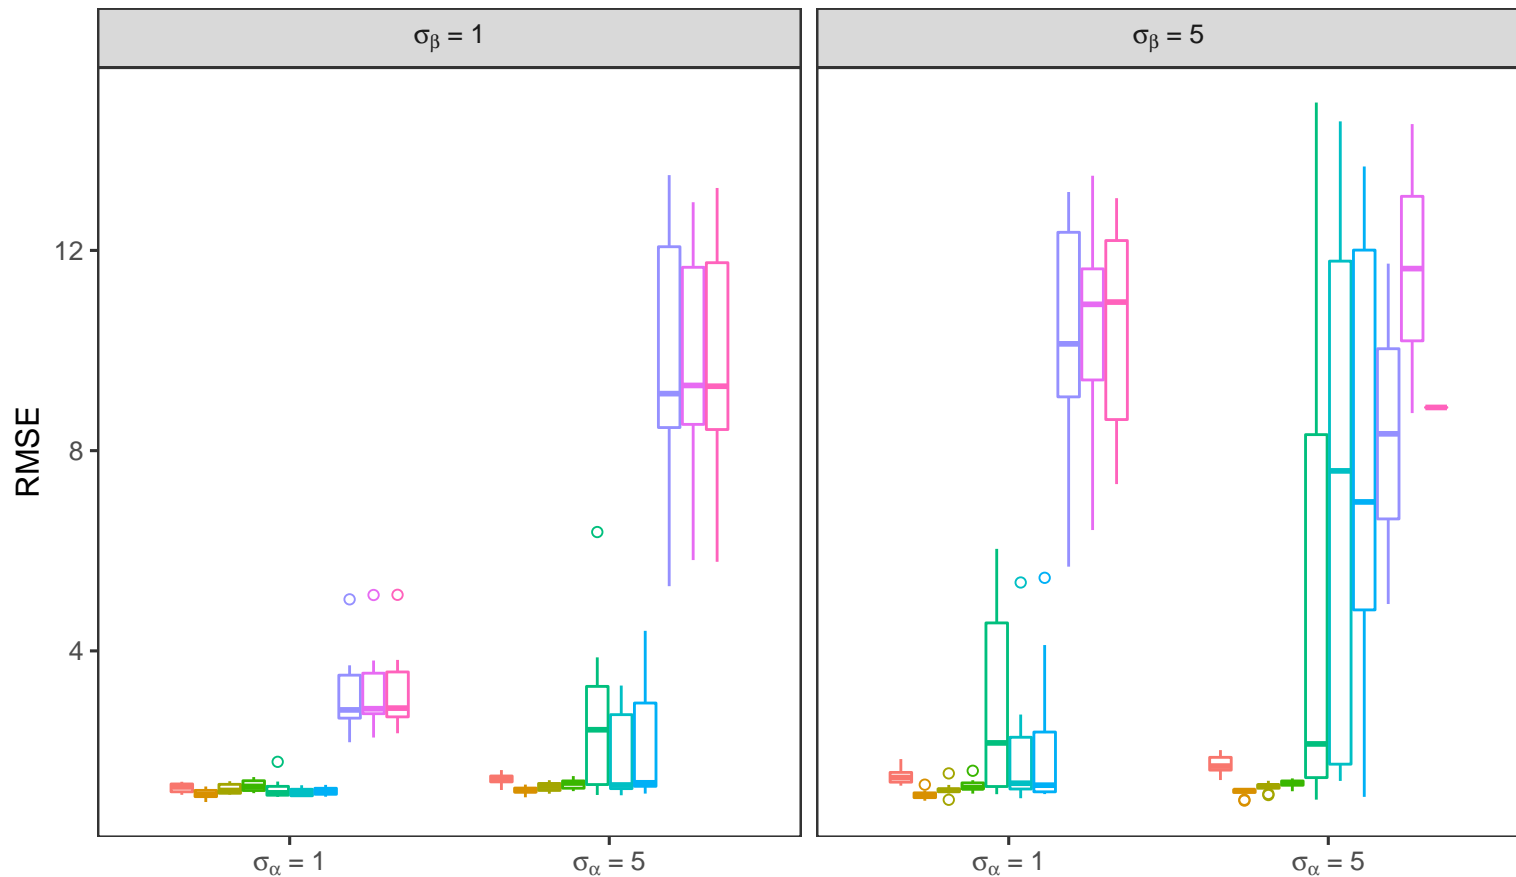 σβ = 1
σβ = 5
RMSE
12
8
4
σα = 1
σα = 5
σα = 1
σα = 5